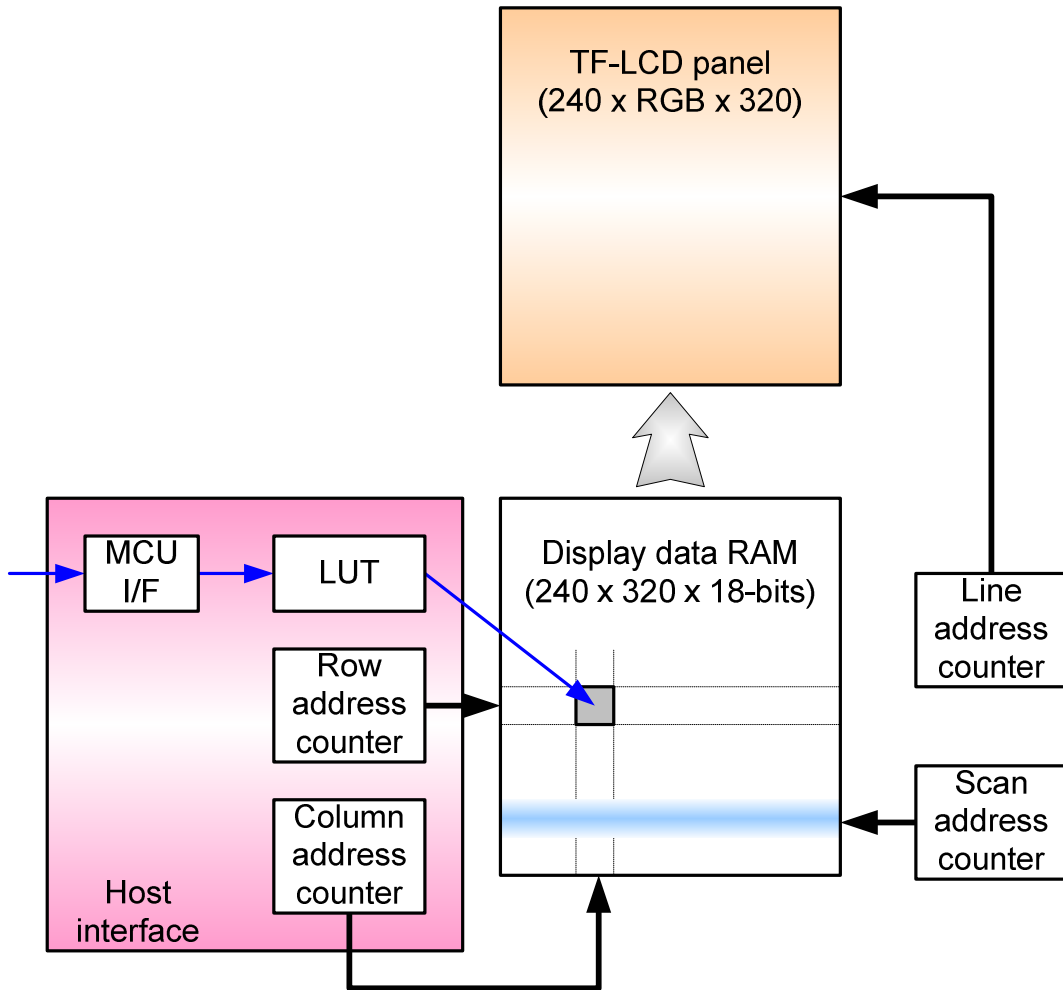 TF-LCD panel
(240 x RGB x 320)
MCU
I/F
LUT
Display data RAM
(240 x 320 x 18-bits)
Line
address
counter
Row
address
counter
Scan
address
counter
Column
address
counter
Host
interface